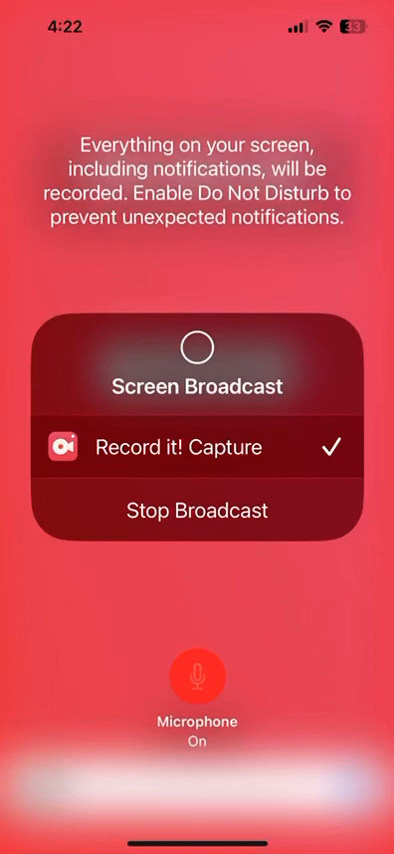 4:22
33
Everything on your screen,
including notifications, will be
recorded. Enable Do Not Disturb to
prevent unexpected notifications.
Screen Broadcast
Record it! Capture
Stop Broadcast
Microphone
On